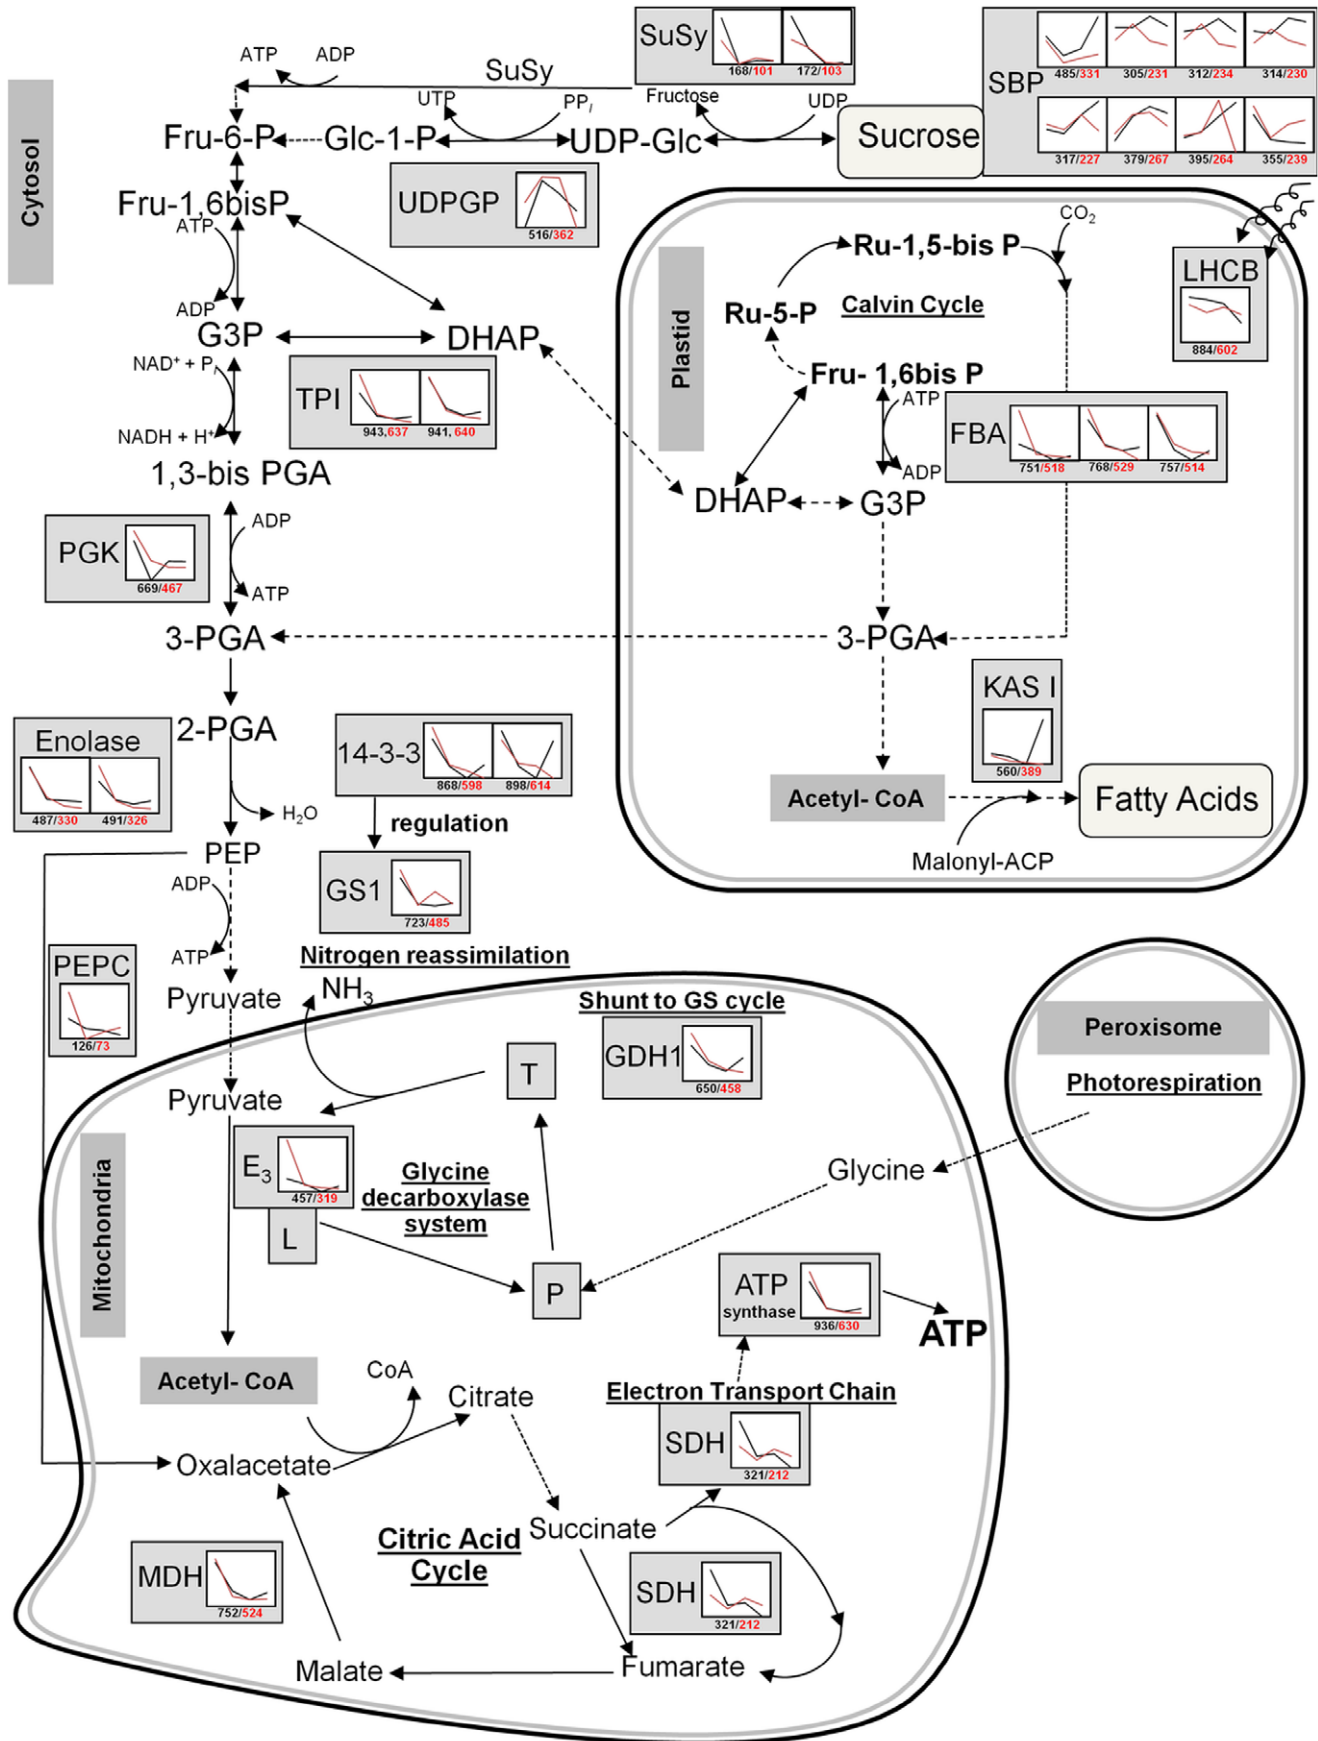 SuSy
168/101
172/103
SBP
485/331
305/231
312/234
314/230
317/227
379/267
395/264
355/239
ATP
ADP
SuSy
UTP
PPi
Fructose
UDP
Cytosol
Fru-6-P
Glc-1-P
UDP-Glc
Sucrose
UDPGP
516/362
Fru-1,6bisP
ATP
ADP
G3P
DHAP
NAD+ + Pi
NADH + H+
TPI
943,637
941, 640
1,3-bis PGA
PGK
669/467
ADP
ATP
3-PGA
2-PGA
Enolase
487/330
491/326
H2O
14-3-3
868/598
898/614
regulation
GS1
723/485
PEP
ADP
ATP
PEPC
126/73
Pyruvate
Plastid
CO2
Ru-1,5-bis P
Ru-5-P
Calvin Cycle
LHCB
884/602
Fru- 1,6bis P
ATP
ADP
FBA
751/518
768/529
757/514
DHAP
G3P
3-PGA
KAS I
560/389
Acetyl- CoA
Fatty Acids
Malonyl-ACP
Nitrogen reassimilation
NH3
Shunt to GS cycle
GDH1
650/458
T
Pyruvate
Mitochondria
E3
457/319
L
Glycine
decarboxylase
system
P
Glycine
Peroxisome
Photorespiration
ATP
synthase
936/630
ATP
Electron Transport Chain
SDH
321/212
Acetyl- CoA
CoA
Citrate
Oxalacetate
Succinate
Citric Acid
Cycle
SDH
321/212
MDH
752/524
Malate
Fumarate